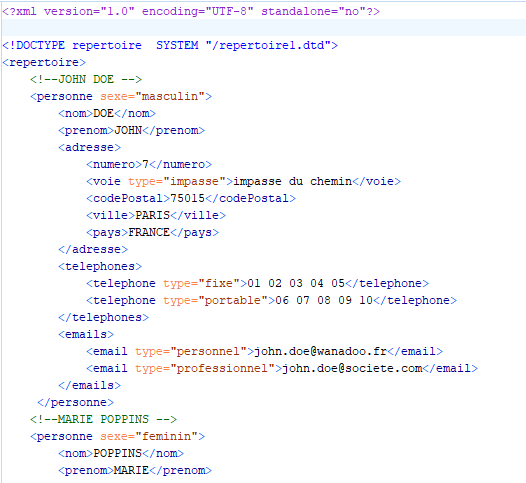 <?xml version="1.0" encoding="UTF-8" standalone="no"?>
<!DOCTYPE repertoire  SYSTEM "/repertoire1.dtd">
<repertoire>
    <!--JOHN DOE -->
    <personne sexe="masculin">
        <nom>DOE</nom>
        <prenom>JOHN</prenom>
        <adresse>
            <numero>7</numero>
            <voie type="impasse">impasse du chemin</voie>
            <codePostal>75015</codePostal>
            <ville>PARIS</ville>
            <pays>FRANCE</pays>
        </adresse>
        <telephones>
            <telephone type="fixe">01 02 03 04 05</telephone>
            <telephone type="portable">06 07 08 09 10</telephone>
        </telephones>
        <emails>
            <email type="personnel">john.doe@wanadoo.fr</email>
            <email type="professionnel">john.doe@societe.com</email>
        </emails>
     </personne>
    <!--MARIE POPPINS -->
    <personne sexe="feminin">
        <nom>POPPINS</nom>
        <prenom>MARIE</prenom>